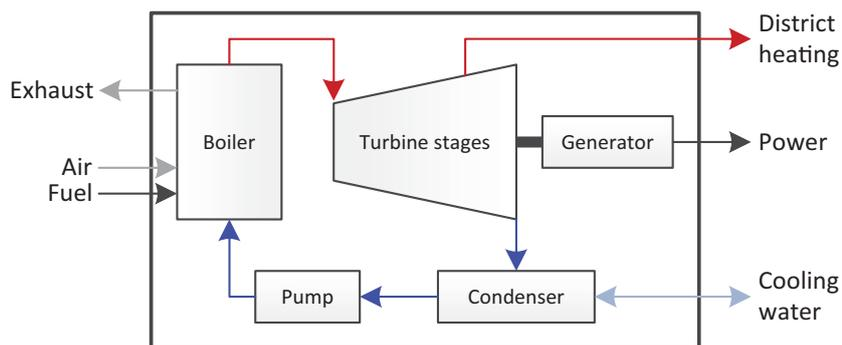 District
heating
Exhaust
Boiler
Turbine stages
Generator
Power
Air
Fuel
Pump
Condenser
Cooling
water